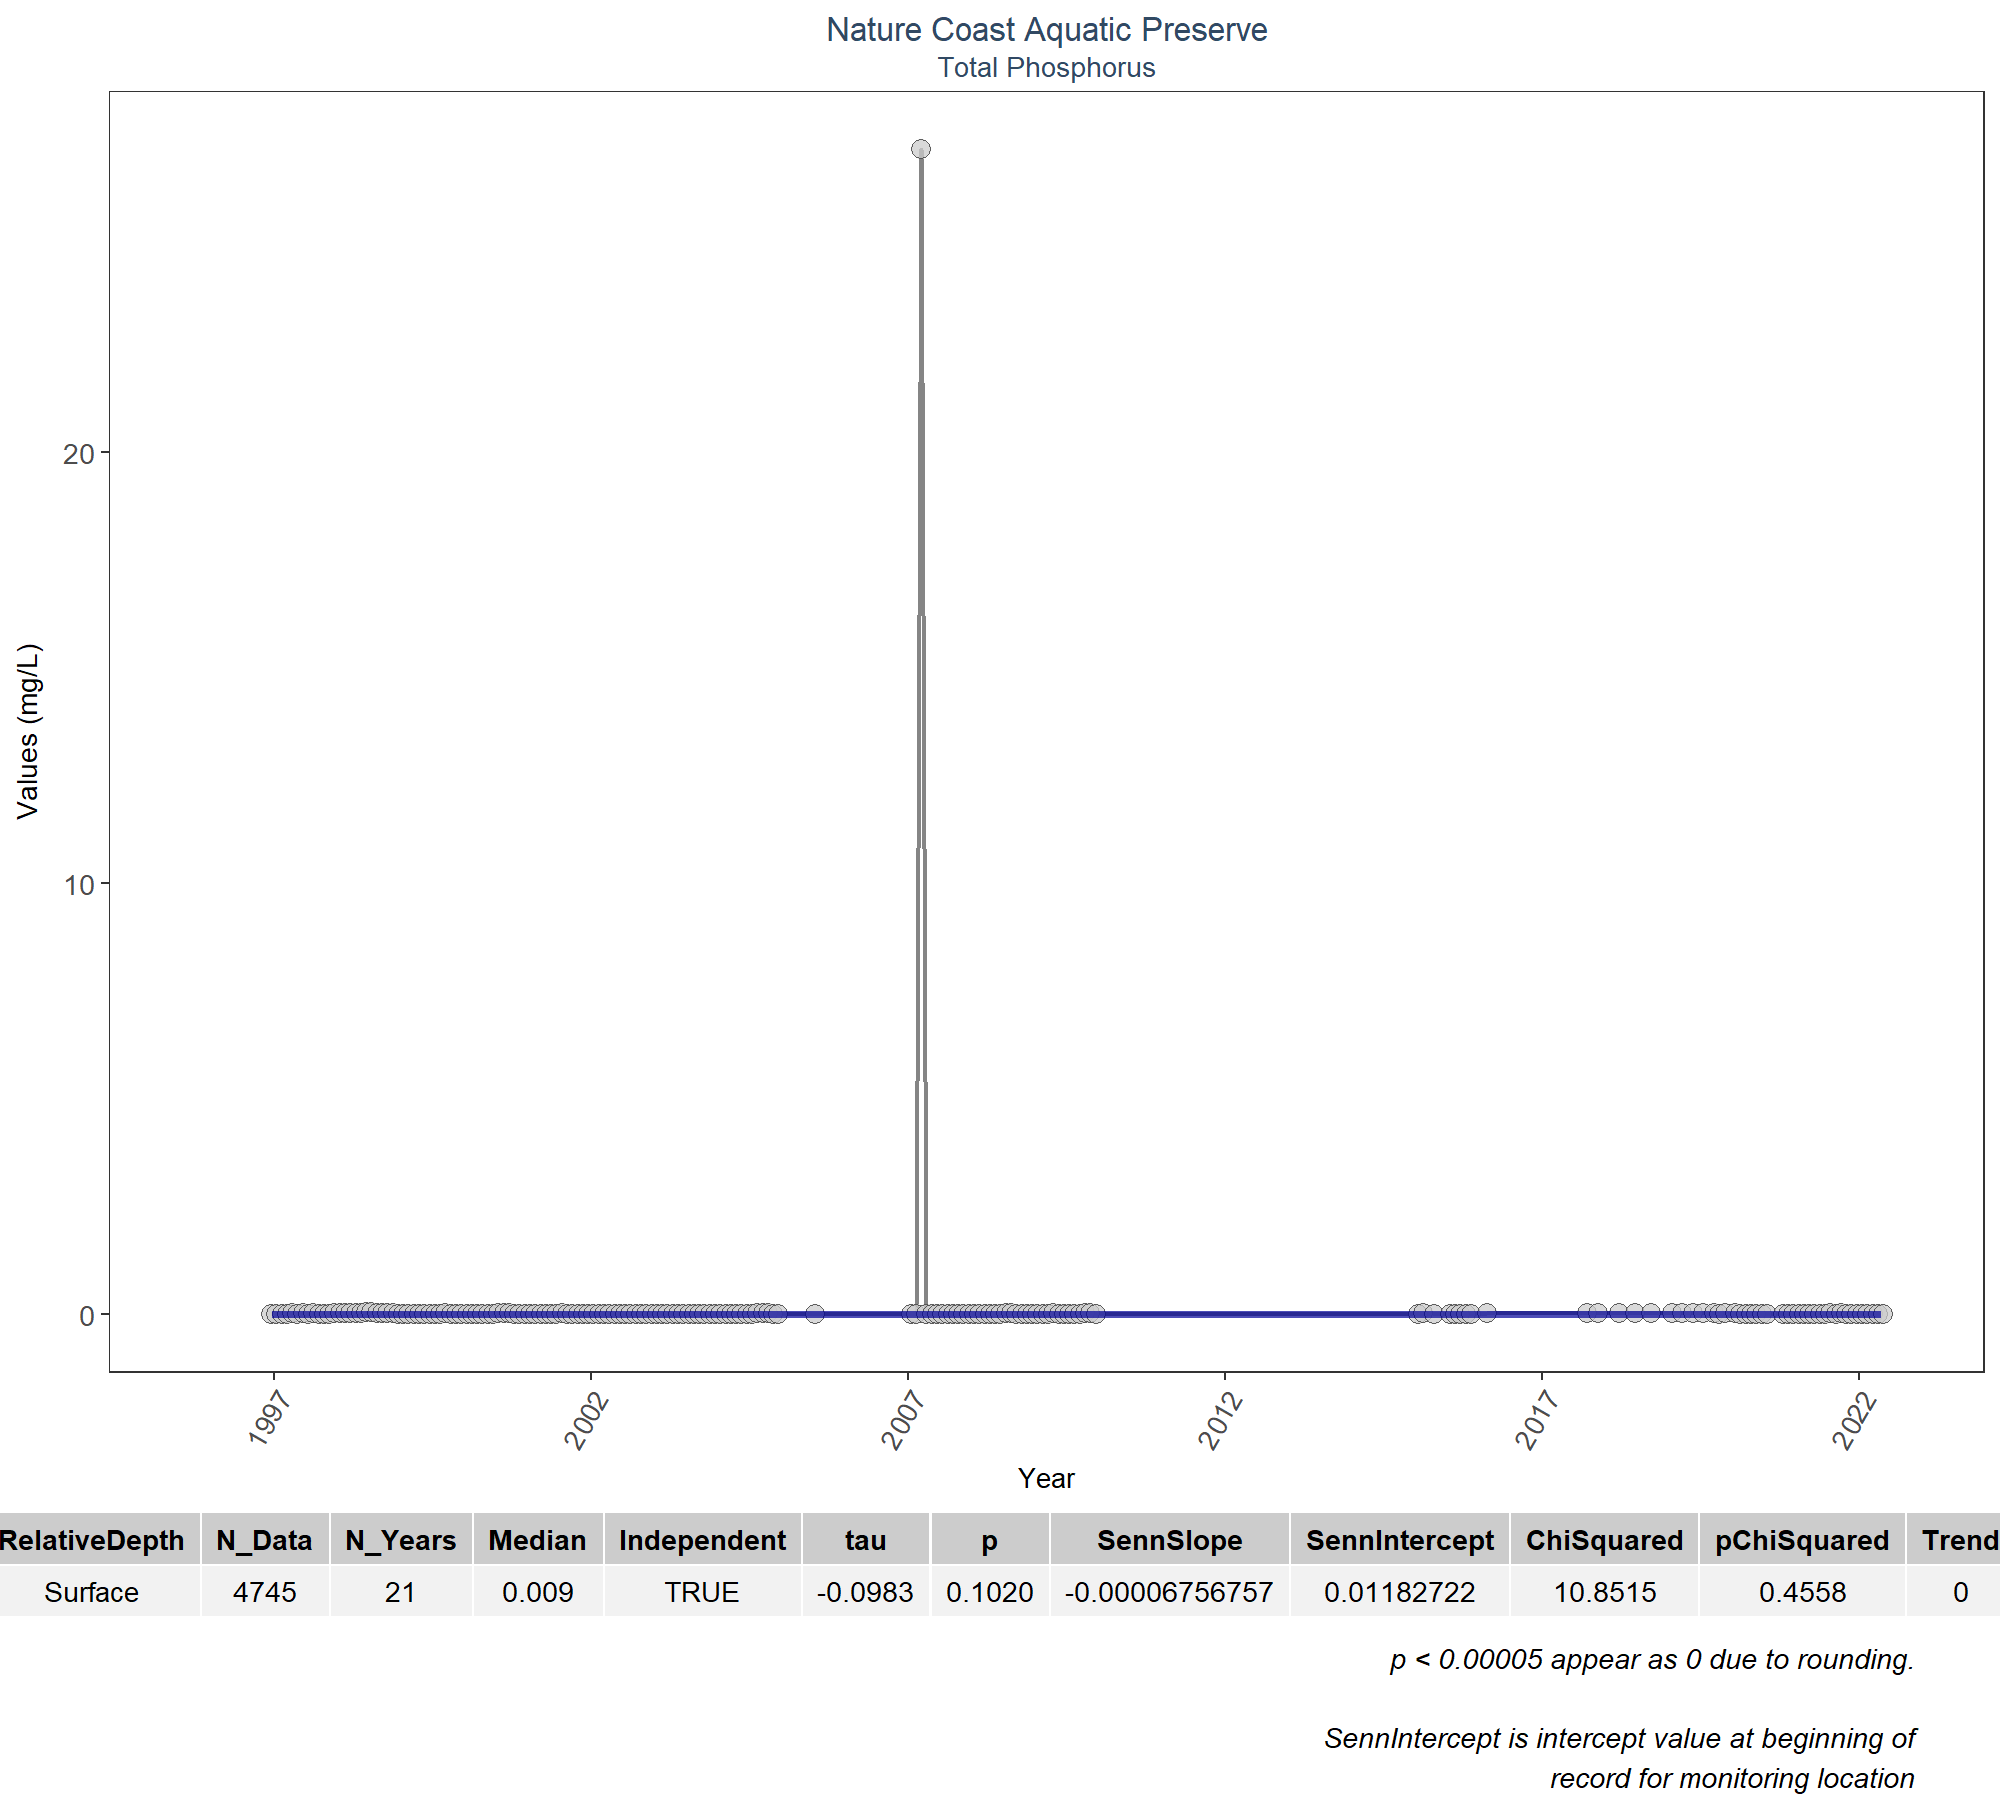 Nature Coast Aquatic Preserve
Total Phosphorus
20
10
0
Values (mg/L)
1997 2002 2007 2012 2017 2022
Year
RelativeDepth N_Data N_Years Median Independent tau p SennSlope SennIntercept ChiSquared pChiSquared Trend
Surface 4745 21 0.009 TRUE -0.0983 0.1020 -0.00006756757 0.01182722 10.8515 0.4558 0
p < 0.00005 appear as 0 due to rounding.
SennIntercept is intercept value at beginning of
record for monitoring location